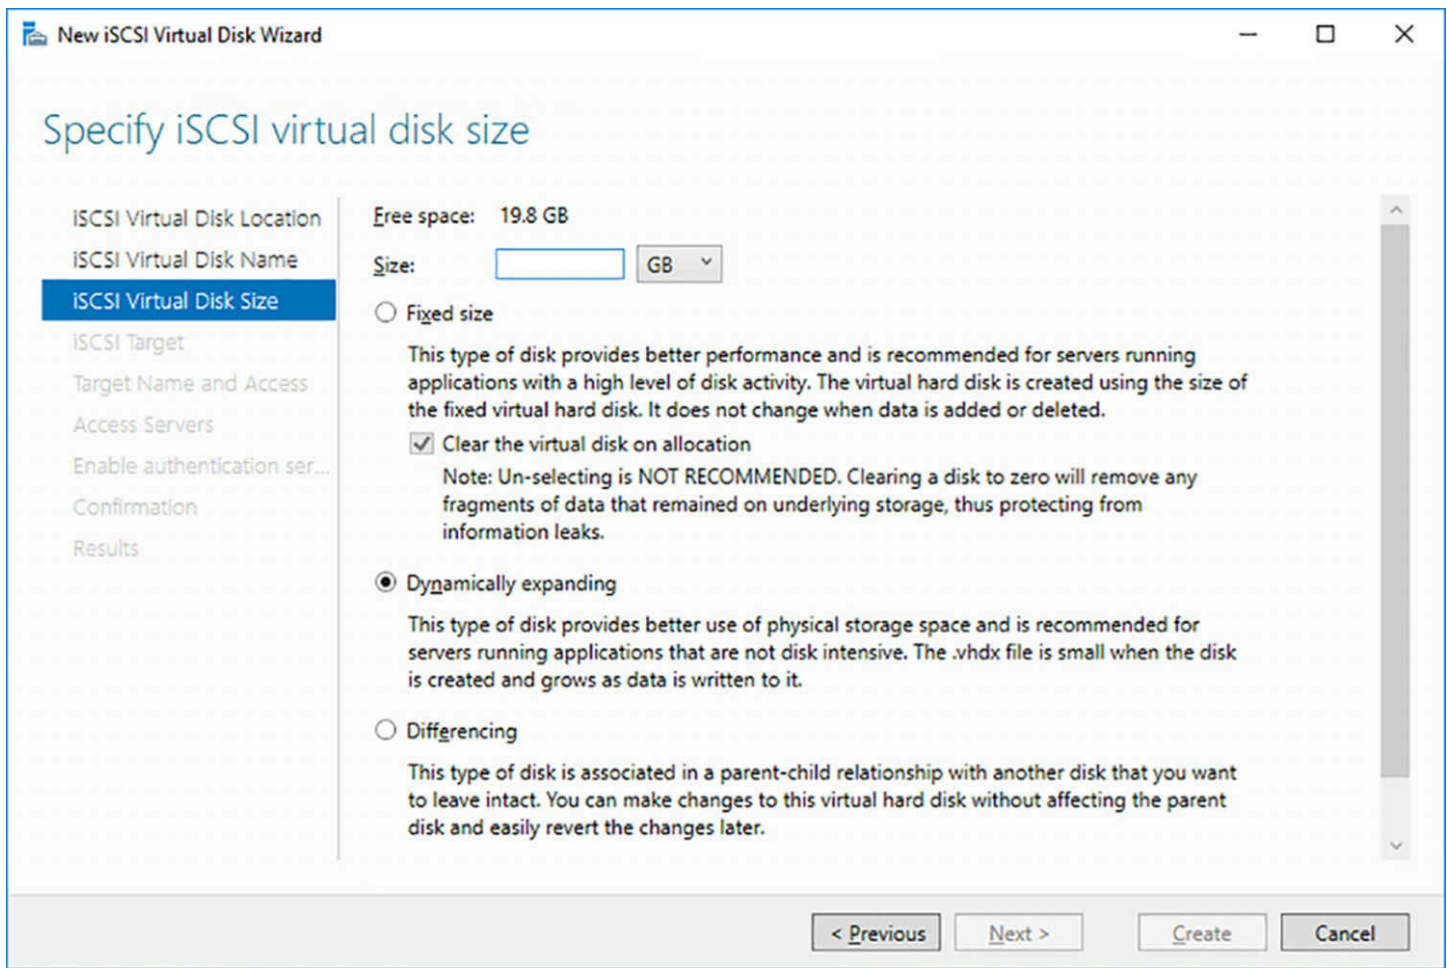 New iSCSI Virtual Disk Wizard
Specify iSCSI virtual disk size
iSCSI Virtual Disk Location
iSCSI Virtual Disk Name
iSCSI Virtual Disk Size
iSCSI Target
Target Name and Access
Access Servers
Enable authentication ser...
Confirmation
Results
Free space: 19.8 GB
Size: GB
Fixed size
This type of disk provides better performance and is recommended for servers running
applications with a high level of disk activity. The virtual hard disk is created using the size of
the fixed virtual hard disk. It does not change when data is added or deleted.
Clear the virtual disk on allocation
Note: Un-selecting is NOT RECOMMENDED. Clearing a disk to zero will remove any
fragments of data that remained on underlying storage, thus protecting from
information leaks.
Dynamically expanding
This type of disk provides better use of physical storage space and is recommended for
servers running applications that are not disk intensive. The .vhdx file is small when the disk
is created and grows as data is written to it.
Differencing
This type of disk is associated in a parent-child relationship with another disk that you want
to leave intact. You can make changes to this virtual hard disk without affecting the parent
disk and easily revert the changes later.
< Previous Next > Create Cancel